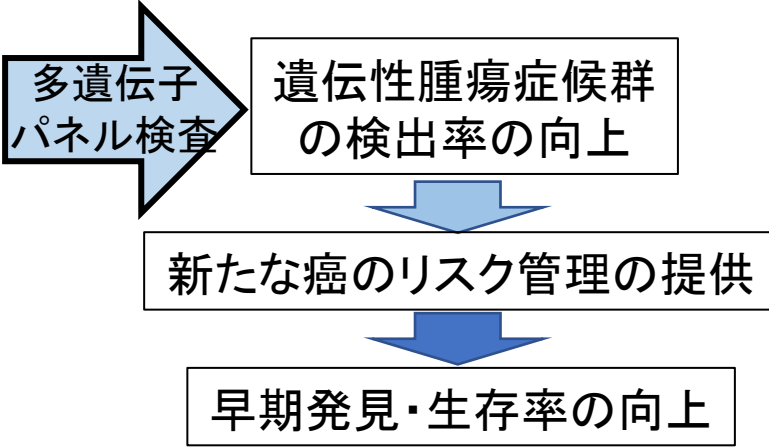 多遺伝子
パネル検査
遺伝性腫瘍症候群
の検出率の向上
新たな癌のリスク管理の提供
早期発見・生存率の向上